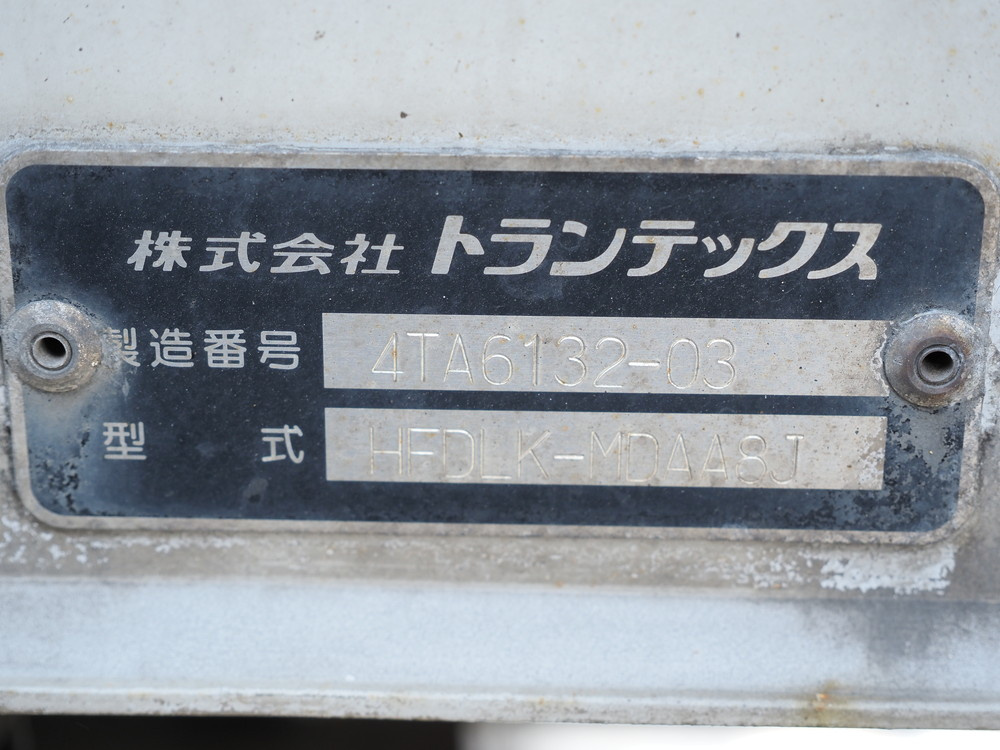 株式会社 トランテックス
製造番号 4TA6132-03
型式 HFDLK-MDAA8J